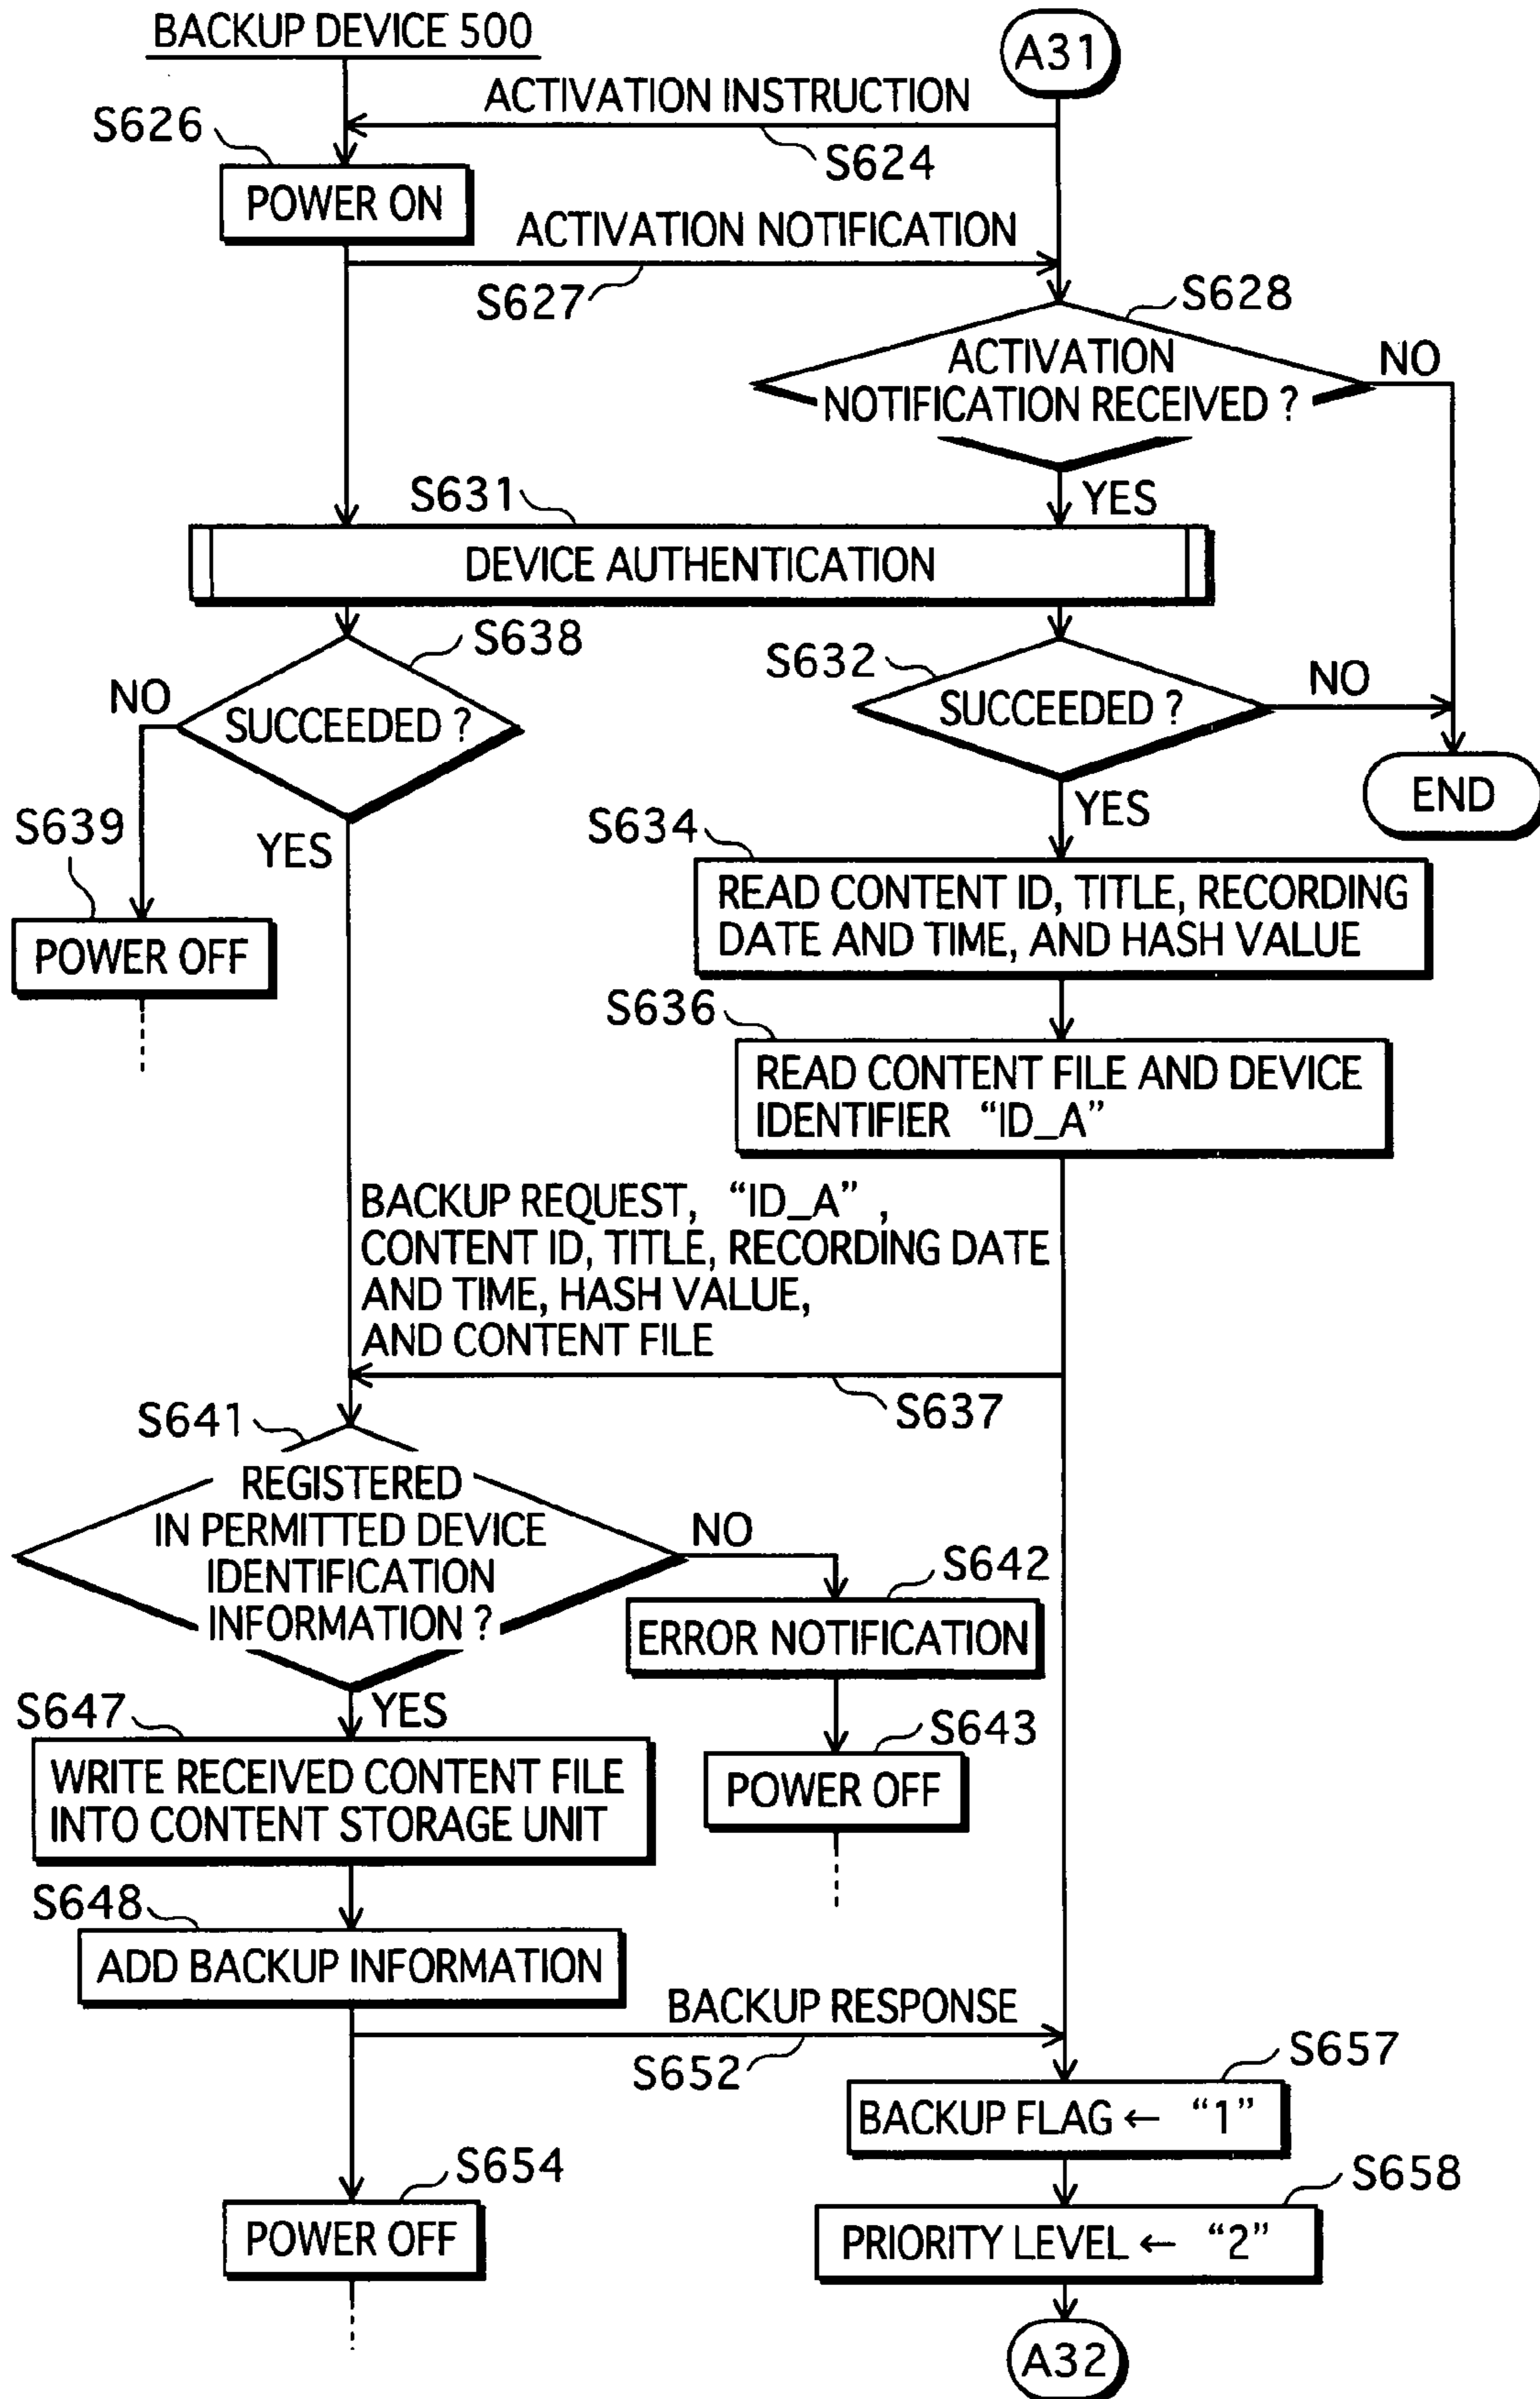 BACKUP DEVICE 500
A31
ACTIVATION INSTRUCTION
S626
S624
POWER ON
ACTIVATION NOTIFICATION
S627
S628
ACTIVATION
NOTIFICATION RECEIVED ?
NO
YES
S631
DEVICE AUTHENTICATION
S638
S632
NO
SUCCEEDED ?
SUCCEEDED ?
NO
END
S639
YES
YES
S634
POWER OFF
READ CONTENT ID, TITLE, RECORDING
DATE AND TIME, AND HASH VALUE
S636
READ CONTENT FILE AND DEVICE
IDENTIFIER “ID_A”
BACKUP REQUEST, “ID_A” ,
CONTENT ID, TITLE, RECORDING DATE
AND TIME, HASH VALUE,
AND CONTENT FILE
S637
S641
REGISTERED
IN PERMITTED DEVICE
IDENTIFICATION
INFORMATION ?
NO
S642
ERROR NOTIFICATION
YES
S647
S643
WRITE RECEIVED CONTENT FILE
INTO CONTENT STORAGE UNIT
POWER OFF
S648
ADD BACKUP INFORMATION
BACKUP RESPONSE
S652
S657
BACKUP FLAG ← “1”
S654
S658
POWER OFF
PRIORITY LEVEL ← “2”
A32